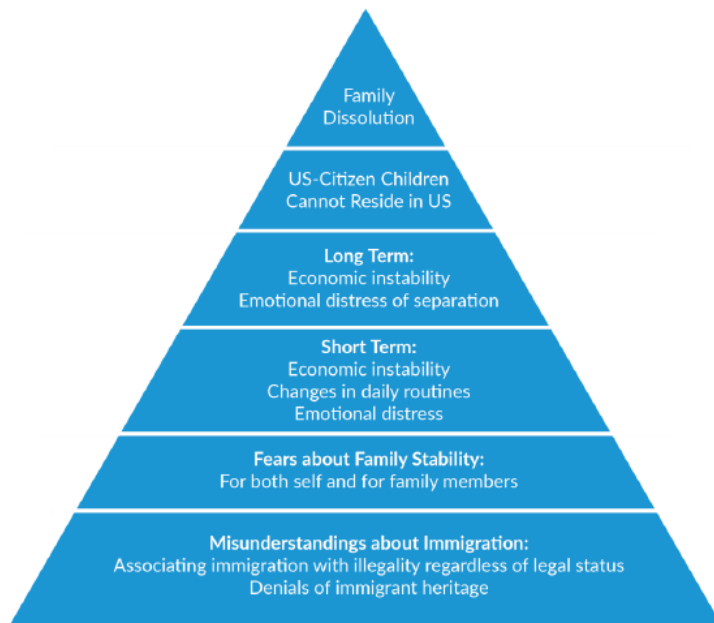 Family
Dissolution
US-Citizen Children
Cannot Reside in US
Long Term:
Economic instability
Emotional distress of separation
Short Term:
Economic instability
Changes in daily routines
Emotional distress
Fears about Family Stability:
For both self and for family members
Misunderstandings about Immigration:
Associating immigration with illegality regardless of legal status
Denials of immigrant heritage